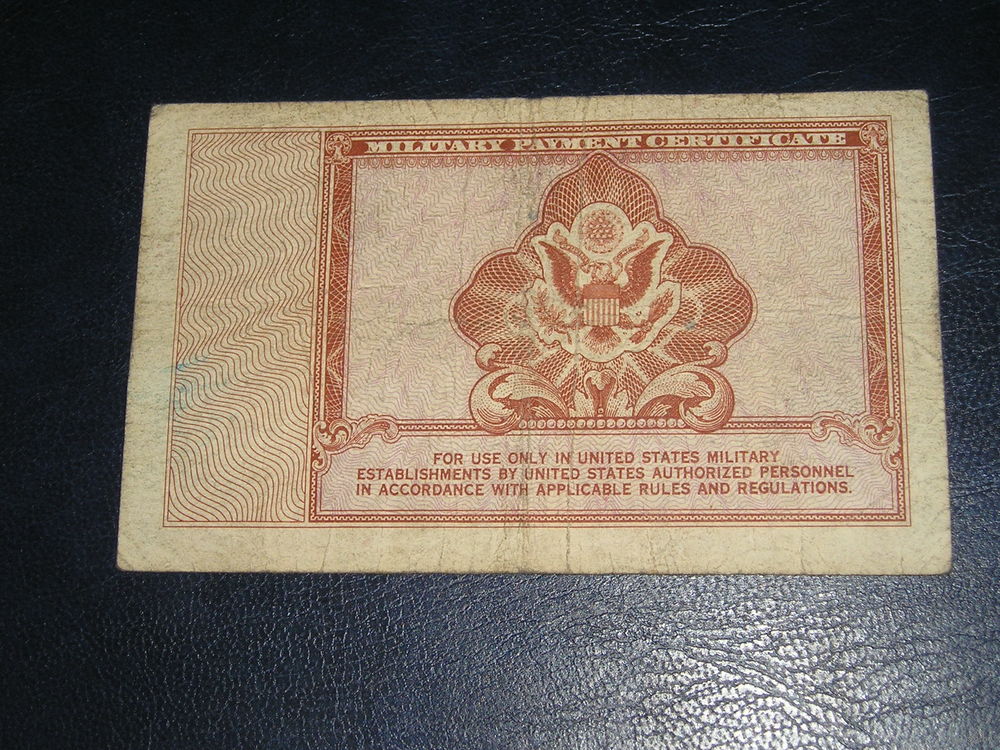 MILITARY PAYMENT CERTIFICATE
FOR USE ONLY IN UNITED STATES MILITARY
ESTABLISHMENTS BY UNITED STATES AUTHORIZED PERSONNEL
IN ACCORDANCE WITH APPLICABLE RULES AND REGULATIONS.